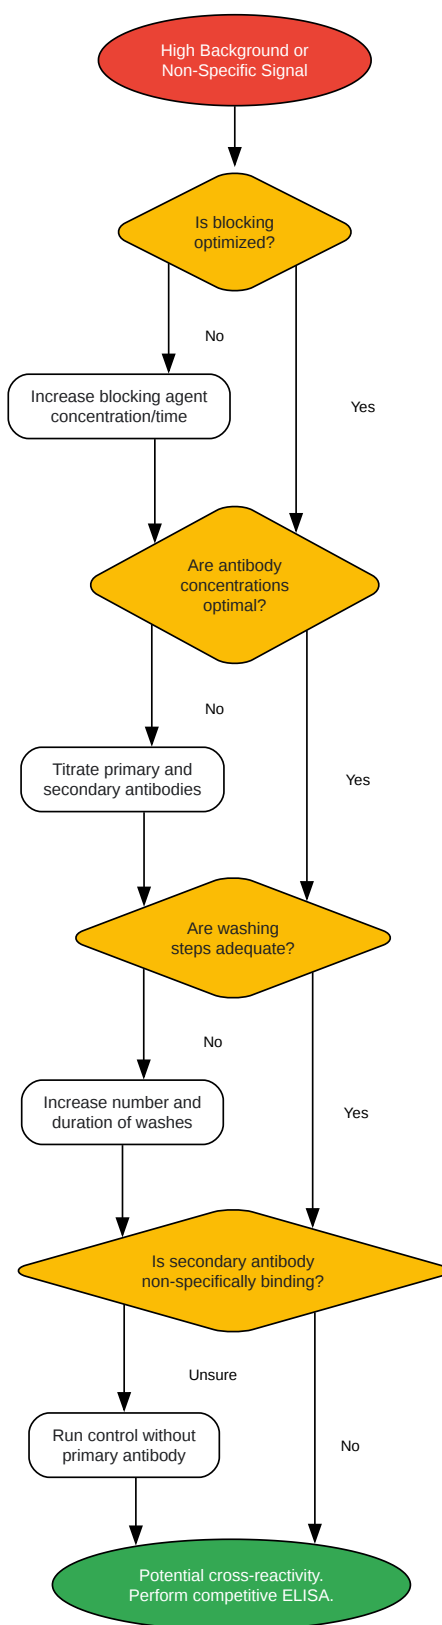 High Background or
Non-Specific Signal
Is blocking
optimized?
No
Increase blocking agent
concentration/time
Yes
Are antibody
concentrations
optimal?
No
Titrate primary and
secondary antibodies
Yes
Are washing
steps adequate?
No
Increase number and
duration of washes
Yes
Is secondary antibody
non-specifically binding?
Unsure
Run control without
primary antibody
No
Potential cross-reactivity.
Perform competitive ELISA.